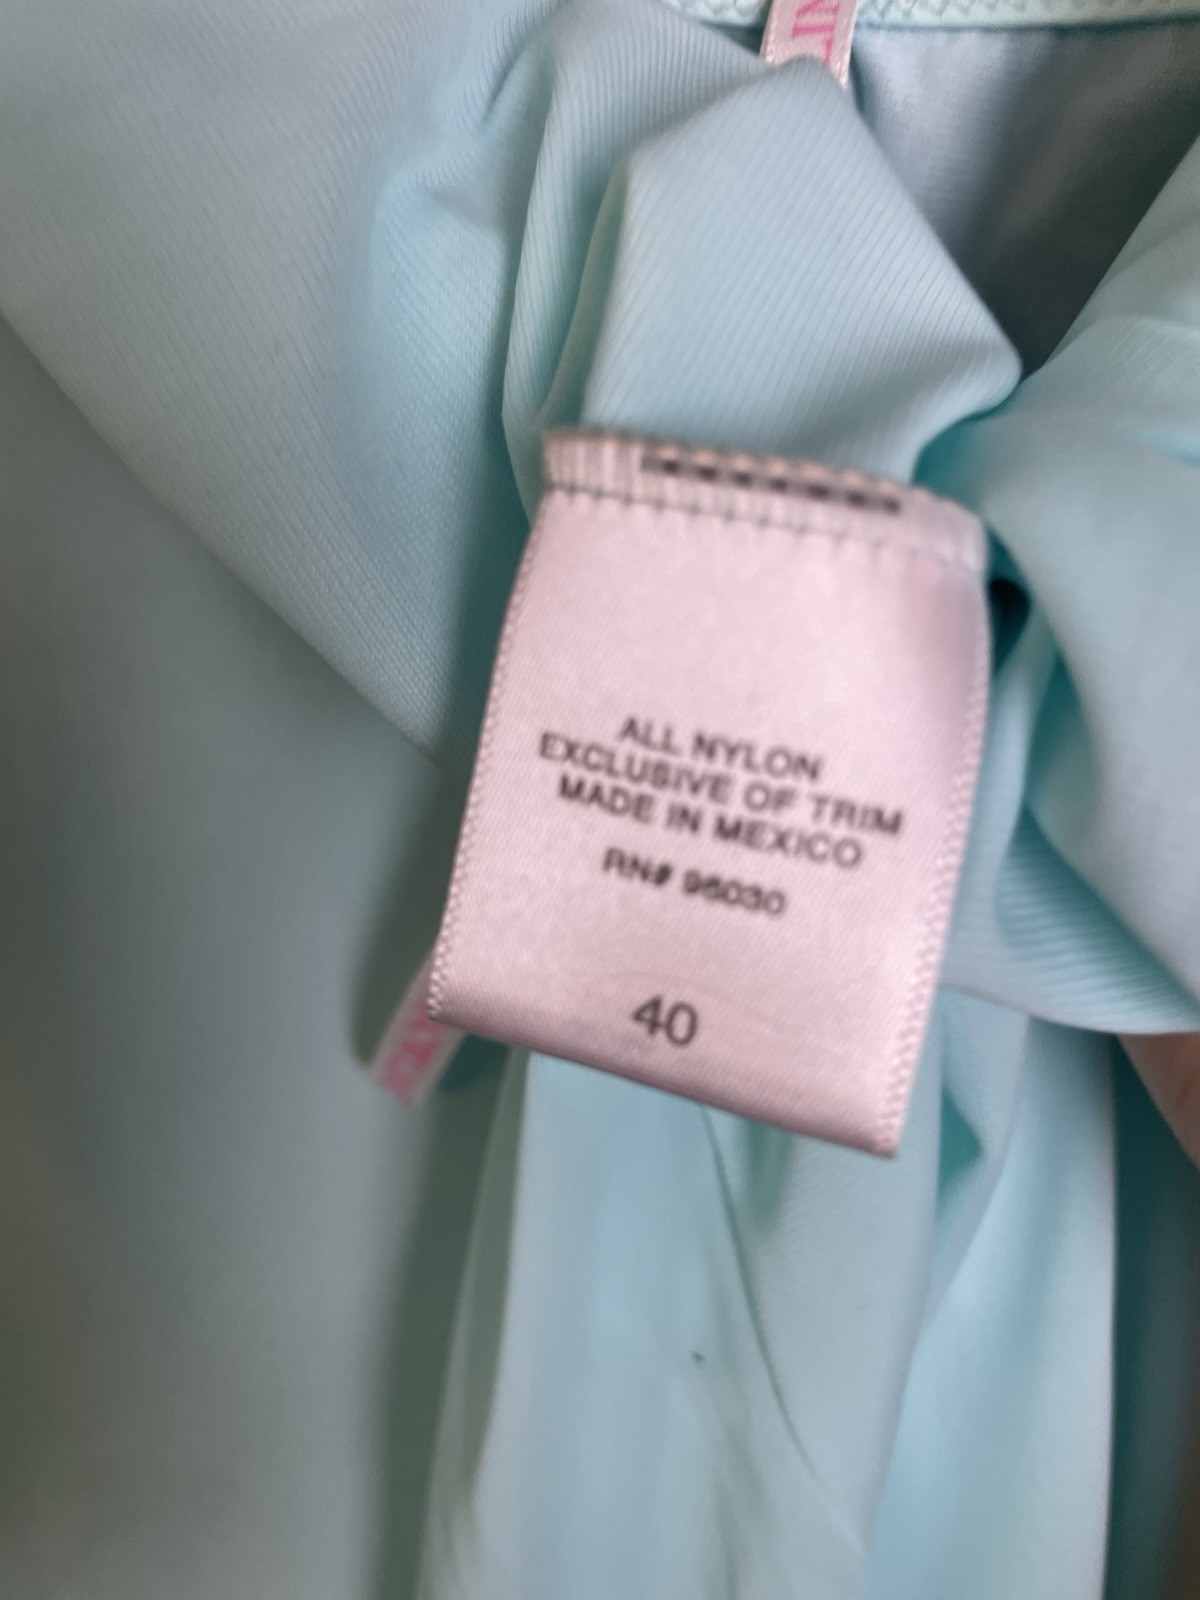 ALL NYLON
EXCLUSIVE OF TRIM
MADE IN MEXICO
RN# 96030
40